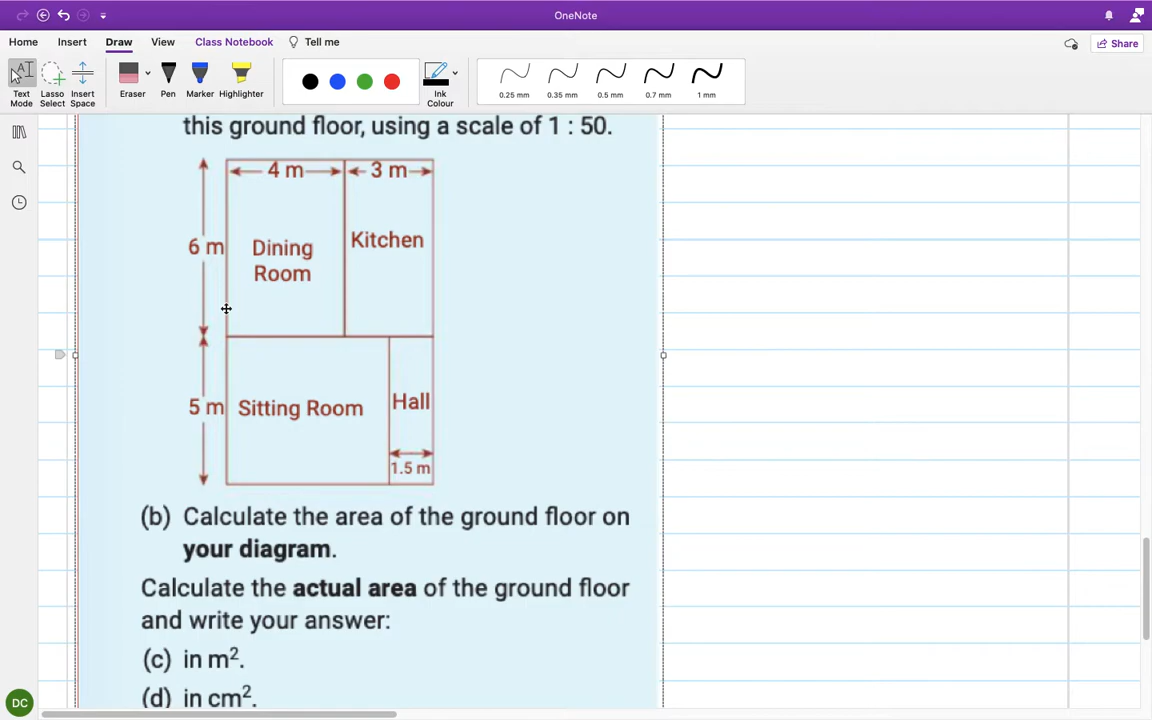 OneNote
Home Insert Draw View Class Notebook Tell me
Share
Text Mode
Lasso Select
Insert Space
Eraser
Pen
Marker
Highlighter
Ink Colour
0.25 mm
0.35 mm
0.5 mm
0.7 mm
1 mm
this ground floor, using a scale of 1 : 50.
4 m
3 m
6 m
Dining
Room
Kitchen
5 m
Sitting Room
Hall
1.5 m
(b) Calculate the area of the ground floor on
your diagram.
Calculate the actual area of the ground floor
and write your answer:
(c) in m².
(d) in cm².
DC